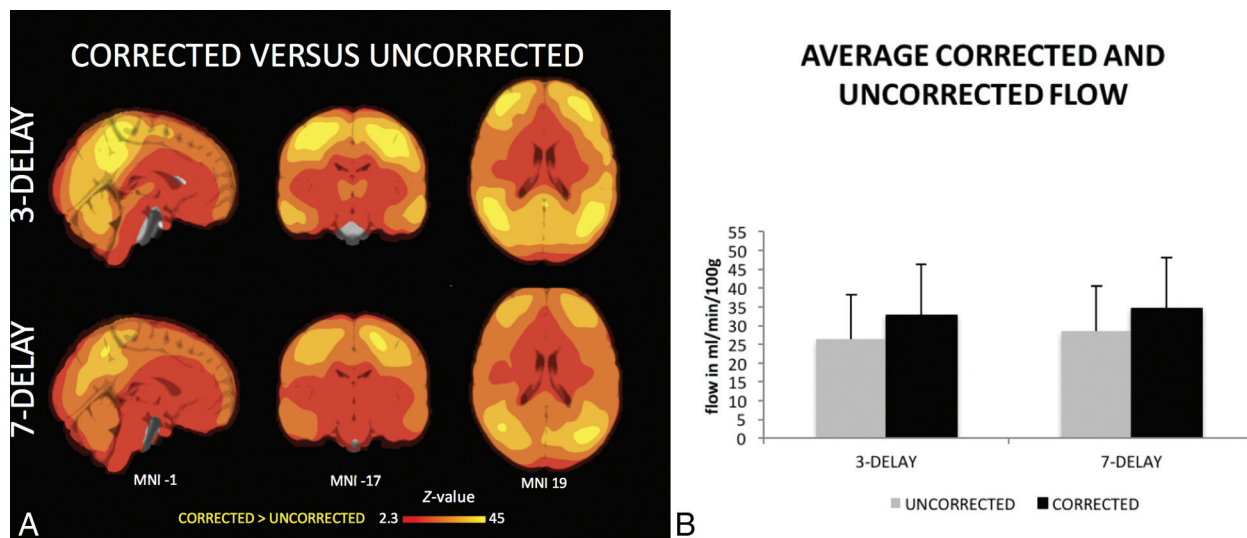 CORRECTED VERSUS UNCORRECTED
3-DELAY
7-DELAY
MNI -1
MNI -17
MNI 19
Z-value
CORRECTED > UNCORRECTED 2.3 45
A
AVERAGE CORRECTED AND
UNCORRECTED FLOW
flow in ml/min/100g
55
50
45
40
35
30
25
20
15
10
5
0
3-DELAY
7-DELAY
UNCORRECTED CORRECTED
B